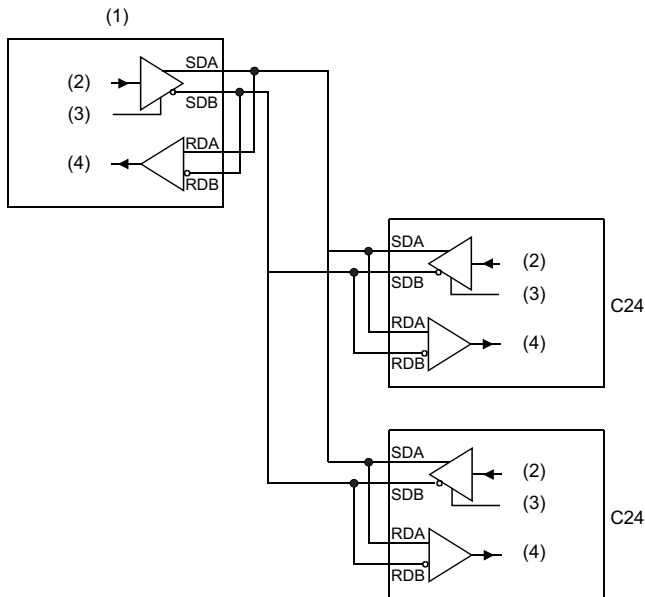 (1)
SDA
(2)
SDB
(3)
RDA
(4)
RDB
SDA
(2)
SDB
(3)
C24
RDA
(4)
RDB
SDA
(2)
SDB
(3)
C24
RDA
(4)
RDB